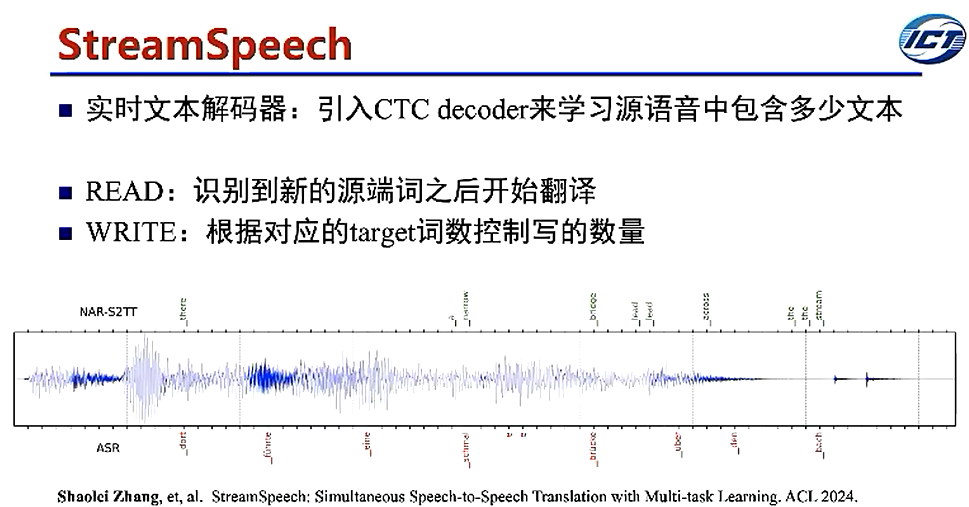 StreamSpeech
ICT
实时文本解码器：引入CTC decoder来学习源语音中包含多少文本
READ：识别到新的源端词之后开始翻译
WRITE：根据对应的target词数控制写的数量
NAR-S2TT
_there _a _narrow _bridge _lead _lead _across _the _the _stream
ASR
_dort _führte _eine _schmal e e _brücke _über _den _bach
Shaolei Zhang, et, al. StreamSpeech: Simultaneous Speech-to-Speech Translation with Multi-task Learning. ACL 2024.